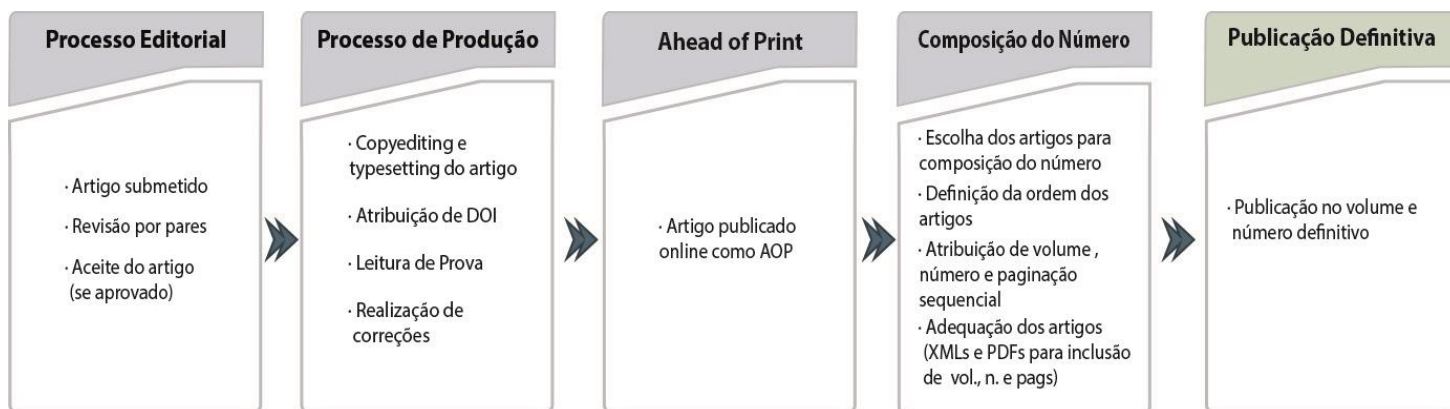 Processo Editorial
· Artigo submetido
· Revisão por pares
· Aceite do artigo
(se aprovado)
Processo de Produção
· Copyediting e
typesetting do artigo
· Atribuição de DOI
· Leitura de Prova
· Realização de
correções
Ahead of Print
· Artigo publicado
online como AOP
Composição do Número
· Escolha dos artigos para
composição do número
· Definição da ordem dos
artigos
· Atribuição de volume ,
número e paginação
sequencial
· Adequação dos artigos
(XMLs e PDFs para inclusão
de vol., n. e pags)
Publicação Definitiva
· Publicação no volume e
número definitivo